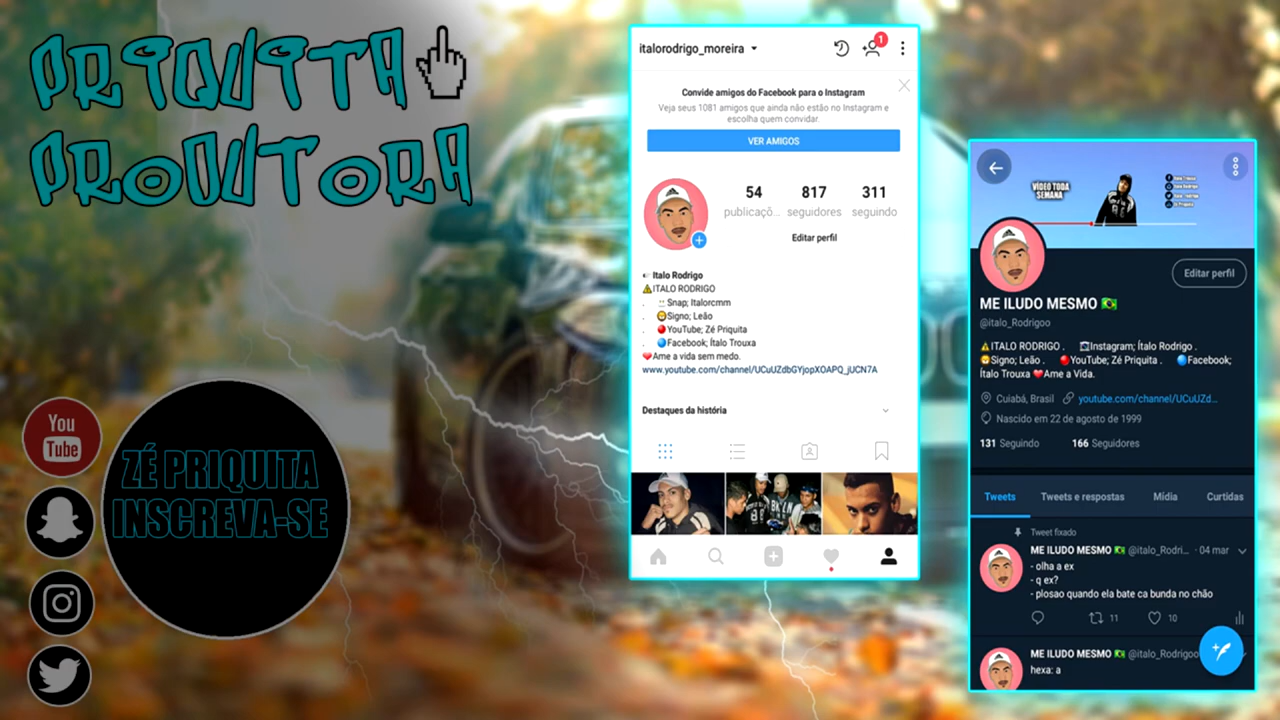 PRIQUITA
PRODUTORA
You
Tube
ZÉ PRIQUITA
INSCREVA-SE
italorodrigo_moreira
1
Convide amigos do Facebook para o Instagram
Veja seus 1081 amigos que ainda não estão no Instagram e
escolha quem convidar.
VER AMIGOS
54 817 311
publicaçõ... seguidores seguindo
Editar perfil
Italo Rodrigo
⚠ITALO RODRIGO
. Snap; Italorcmm
. Signo; Leão
. YouTube; Zé Priquita
. Facebook; Ítalo Trouxa
❤Ame a vida sem medo.
www.youtube.com/channel/UCuUZdbGYjopXOAPQ_jUCN7A
Destaques da história
VÍDEO TODA
SEMANA
Editar perfil
ME ILUDO MESMO 🇧🇷
@italo_Rodrigoo
⚠ITALO RODRIGO . Instagram; Ítalo Rodrigo .
Signo; Leão . YouTube; Zé Priquita . Facebook;
Ítalo Trouxa ❤Ame a Vida.
Cuiabá, Brasil youtube.com/channel/UCuUZd...
Nascido em 22 de agosto de 1999
131 Seguindo 166 Seguidores
Tweets Tweets e respostas Mídia Curtidas
Tweet fixado
ME ILUDO MESMO 🇧🇷 @italo_Rodri... · 04 mar
- olha a ex
- q ex?
- plosao quando ela bate ca bunda no chão
11 10
ME ILUDO MESMO 🇧🇷 @italo_Rodrigoo
hexa: a